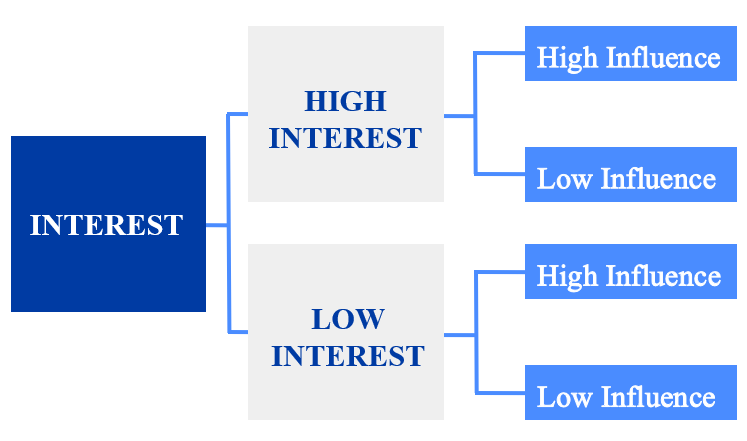 INTEREST
HIGH
INTEREST
High Influence
Low Influence
LOW
INTEREST
High Influence
Low Influence